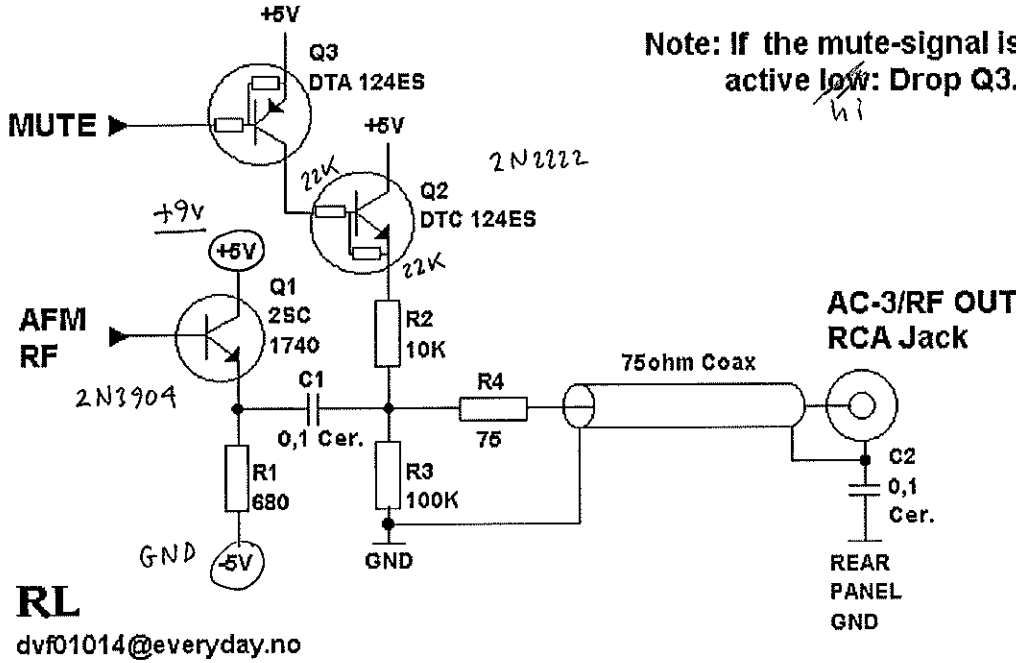 +5V
Note: If the mute-signal is
active low: Drop Q3.
hi
Q3
DTA 124ES
MUTE
+5V
2N2222
22K
Q2
DTC 124ES
22K
+9v
+5V
Q1
2SC
1740
AFM
RF
2N3904
R2
10K
AC-3/RF OUT
RCA Jack
75ohm Coax
C1
0,1 Cer.
R4
75
R1
680
R3
100K
C2
0,1
Cer.
GND
-5V
GND
REAR
PANEL
GND
RL
dvf01014@everyday.no